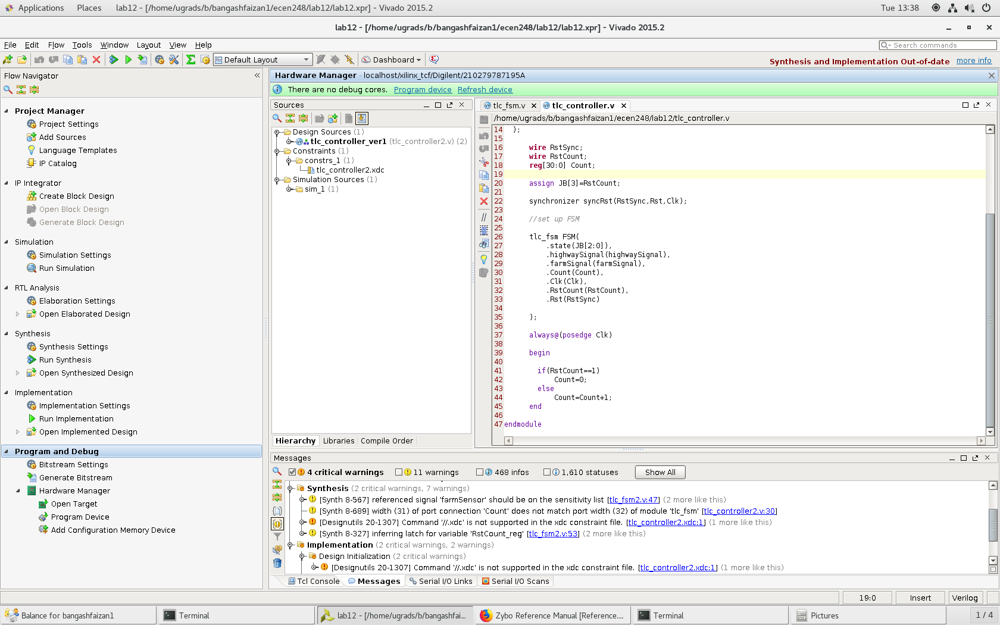 Applications Places lab12 - [/home/ugrads/b/bangashfaizan1/ecen248/lab12/lab12.xpr] - Vivado 2015.2 Tue 13:38
lab12 - [/home/ugrads/b/bangashfaizan1/ecen248/lab12/lab12.xpr] - Vivado 2015.2
File Edit Flow Tools Window Layout View Help Search commands
Default Layout Dashboard Synthesis and Implementation Out-of-date more info
Flow Navigator
Project Manager
Project Settings
Add Sources
Language Templates
IP Catalog
IP Integrator
Create Block Design
Open Block Design
Generate Block Design
Simulation
Simulation Settings
Run Simulation
RTL Analysis
Elaboration Settings
Open Elaborated Design
Synthesis
Synthesis Settings
Run Synthesis
Open Synthesized Design
Implementation
Implementation Settings
Run Implementation
Open Implemented Design
Program and Debug
Bitstream Settings
Generate Bitstream
Hardware Manager
Open Target
Program Device
Add Configuration Memory Device
Hardware Manager - localhost/xilinx_tcf/Digilent/210279787195A
There are no debug cores. Program device Refresh device
Sources
Design Sources (1)
tlc_controller_ver1 (tlc_controller2.v) (2)
Constraints (1)
constrs_1 (1)
tlc_controller2.xdc
Simulation Sources (1)
sim_1 (1)
Hierarchy Libraries Compile Order
tlc_fsm.v tlc_controller.v
/home/ugrads/b/bangashfaizan1/ecen248/lab12/tlc_controller.v
14 );
15
16 wire RstSync;
17 wire RstCount;
18 reg[30:0] Count;
19
20 assign JB[3]=RstCount;
21
22 synchronizer syncRst(RstSync,Rst,Clk);
23
24 //set up FSM
25
26 tlc_fsm FSM(
27 .state(JB[2:0]),
28 .highwaySignal(highwaySignal),
29 .farmSignal(farmSignal),
30 .Count(Count),
31 .Clk(Clk),
32 .RstCount(RstCount),
33 .Rst(RstSync)
34
35 );
36
37 always@(posedge Clk)
38
39 begin
40
41 if(RstCount==1)
42 Count=0;
43 else
44 Count=Count+1;
45 end
46
47 endmodule
Messages
4 critical warnings 11 warnings 468 infos 1,610 statuses Show All
Synthesis (2 critical warnings, 7 warnings)
[Synth 8-567] referenced signal 'farmSensor' should be on the sensitivity list [tlc_fsm2.v:47] (2 more like this)
[Synth 8-689] width (31) of port connection 'Count' does not match port width (32) of module 'tlc_fsm' [tlc_controller2.v:30]
[Designutils 20-1307] Command '//.xdc' is not supported in the xdc constraint file. [tlc_controller2.xdc:1] (1 more like this)
[Synth 8-327] inferring latch for variable 'RstCount_reg' [tlc_fsm2.v:53] (2 more like this)
Implementation (2 critical warnings, 2 warnings)
Design Initialization (2 critical warnings)
[Designutils 20-1307] Command '//.xdc' is not supported in the xdc constraint file. [tlc_controller2.xdc:1] (1 more like this)
Tcl Console Messages Serial I/O Links Serial I/O Scans
19:0 Insert Verilog
Balance for bangashfaizan1 Terminal lab12 - [/home/ugrads/b/bangashfai... Zybo Reference Manual [Reference.... Terminal Pictures 1 / 4